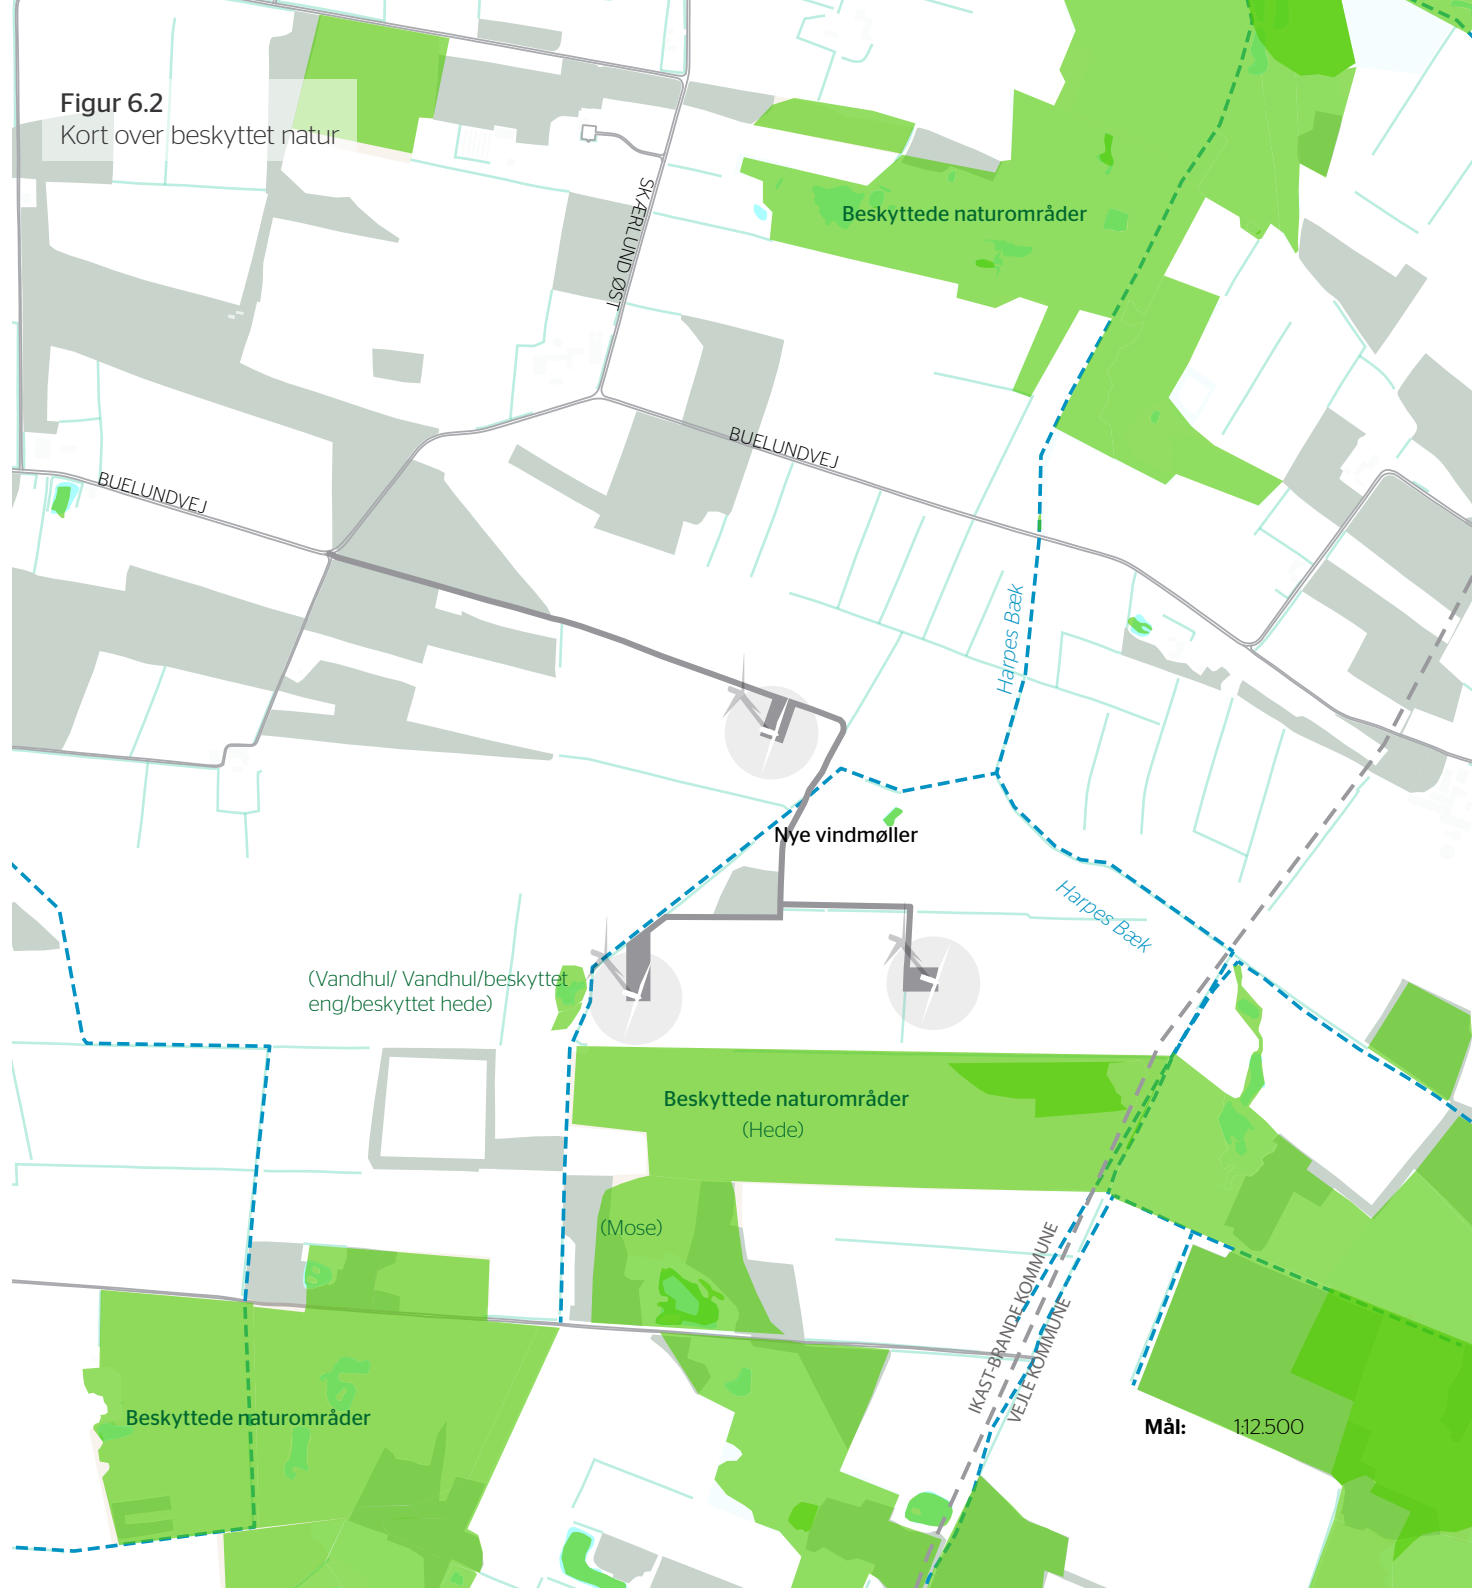 Figur 6.2
Kort over beskyttet natur
SKÆRLUND ØST
Beskyttede naturområder
BUELUNDVEJ
BUELUNDVEJ
Harpes Bæk
Nye vindmøller
Harpes Bæk
(Vandhul/ Vandhul/beskyttet
eng/beskyttet hede)
Beskyttede naturområder
(Hede)
(Mose)
IKAST-BRANDE KOMMUNE
VEJLE KOMMUNE
Beskyttede naturområder
Mål: 1:12.500